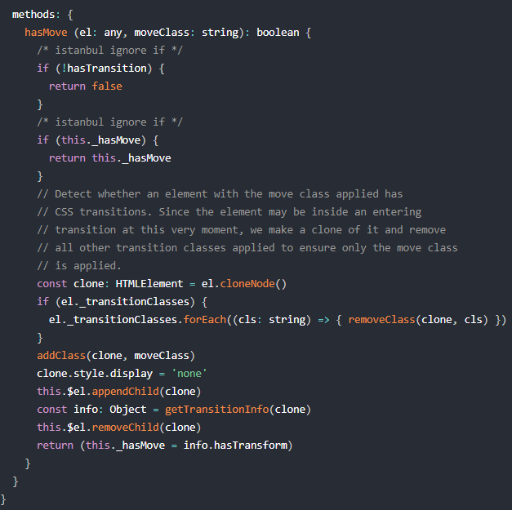 methods: {
hasMove (el: any, moveClass: string): boolean {
/* istanbul ignore if */
if (!hasTransition) {
return false
}
/* istanbul ignore if */
if (this._hasMove) {
return this._hasMove
}
// Detect whether an element with the move class applied has
// CSS transitions. Since the element may be inside an entering
// transition at this very moment, we make a clone of it and remove
// all other transition classes applied to ensure only the move class
// is applied.
const clone: HTMLElement = el.cloneNode()
if (el._transitionClasses) {
el._transitionClasses.forEach((cls: string) => { removeClass(clone, cls) })
}
addClass(clone, moveClass)
clone.style.display = 'none'
this.$el.appendChild(clone)
const info: Object = getTransitionInfo(clone)
this.$el.removeChild(clone)
return (this._hasMove = info.hasTransform)
}
}
}